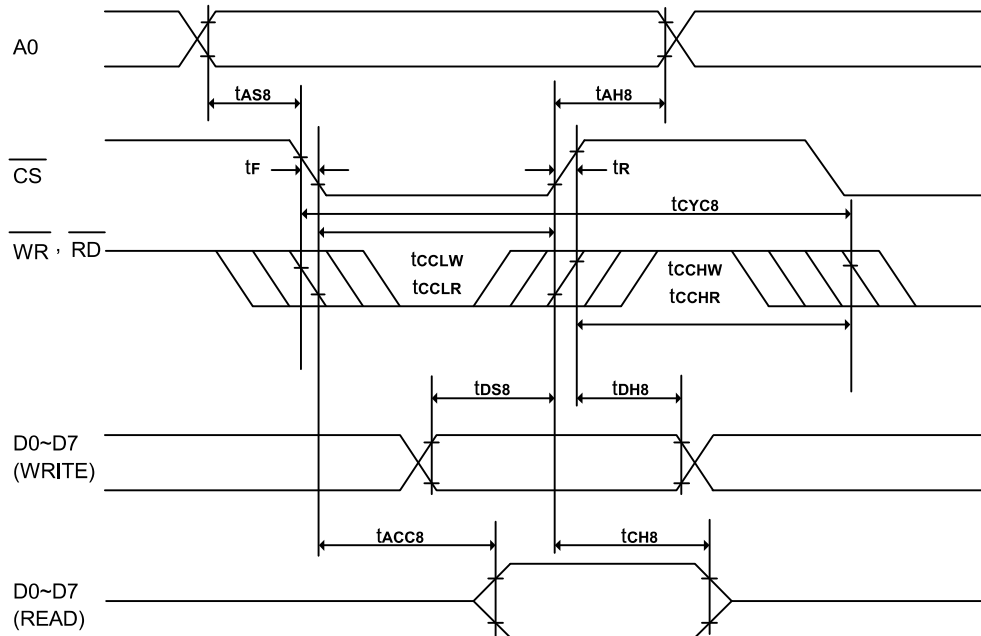 A0
tAS8
tAH8
CS
tF
tR
tCYC8
WR , RD
tCCLW
tCCHW
tCCLR
tCCHR
tDS8
tDH8
D0~D7
(WRITE)
tACC8
tCH8
D0~D7
(READ)